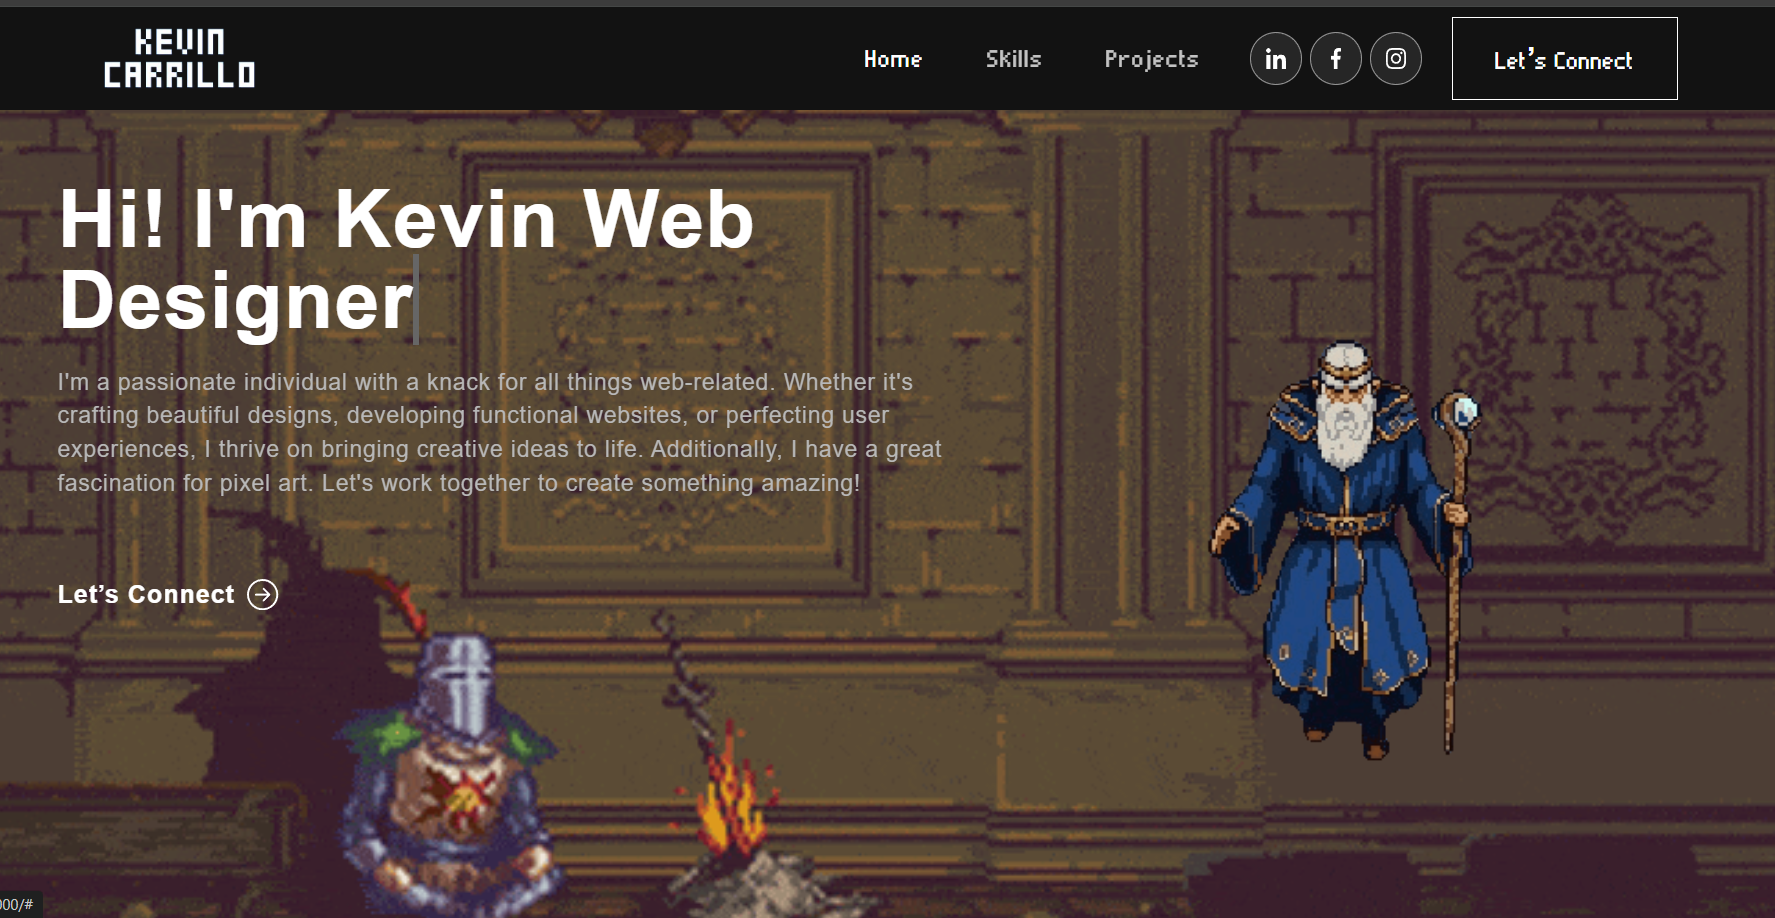 KEVIN
CARRILLO
Home
Skills
Projects
in
f
Let's Connect
Hi! I'm Kevin Web
Designer
I'm a passionate individual with a knack for all things web-related. Whether it's
crafting beautiful designs, developing functional websites, or perfecting user
experiences, I thrive on bringing creative ideas to life. Additionally, I have a great
fascination for pixel art. Let's work together to create something amazing!
Let’s Connect
000/#